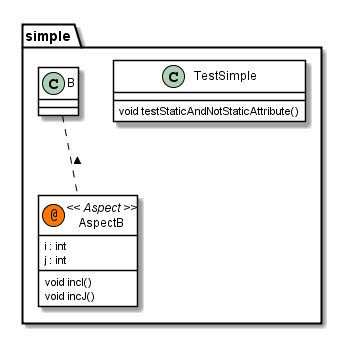 simple
C B
C TestSimple
void testStaticAndNotStaticAttribute()
@ << Aspect >>
AspectB
i : int
j : int
void incI()
void incJ()